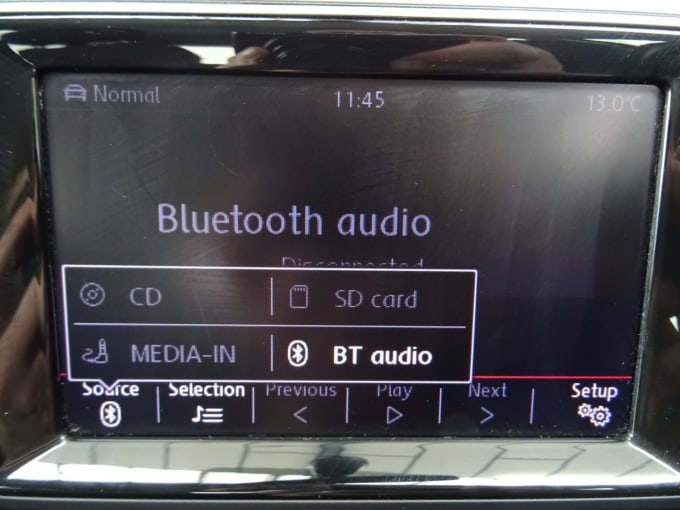 Normal 11:45 13.0°C
Bluetooth audio
Disconnected
CD SD card
MEDIA-IN BT audio
Source Selection Previous Play Next Setup